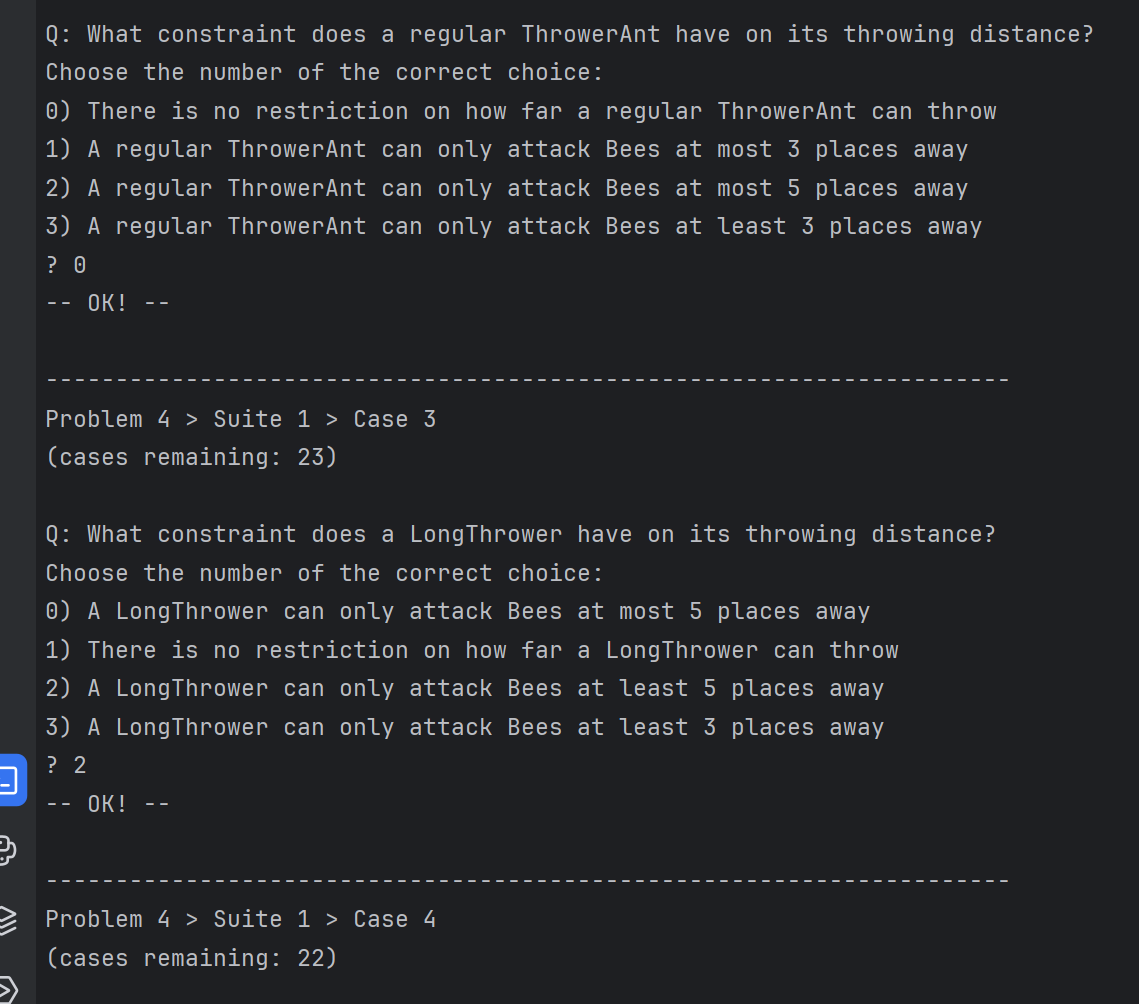 Q: What constraint does a regular ThrowerAnt have on its throwing distance?
Choose the number of the correct choice:
0) There is no restriction on how far a regular ThrowerAnt can throw
1) A regular ThrowerAnt can only attack Bees at most 3 places away
2) A regular ThrowerAnt can only attack Bees at most 5 places away
3) A regular ThrowerAnt can only attack Bees at least 3 places away
? 0
-- OK! --
---------------------------------------------------------------------
Problem 4 > Suite 1 > Case 3
(cases remaining: 23)
Q: What constraint does a LongThrower have on its throwing distance?
Choose the number of the correct choice:
0) A LongThrower can only attack Bees at most 5 places away
1) There is no restriction on how far a LongThrower can throw
2) A LongThrower can only attack Bees at least 5 places away
3) A LongThrower can only attack Bees at least 3 places away
? 2
-- OK! --
---------------------------------------------------------------------
Problem 4 > Suite 1 > Case 4
(cases remaining: 22)